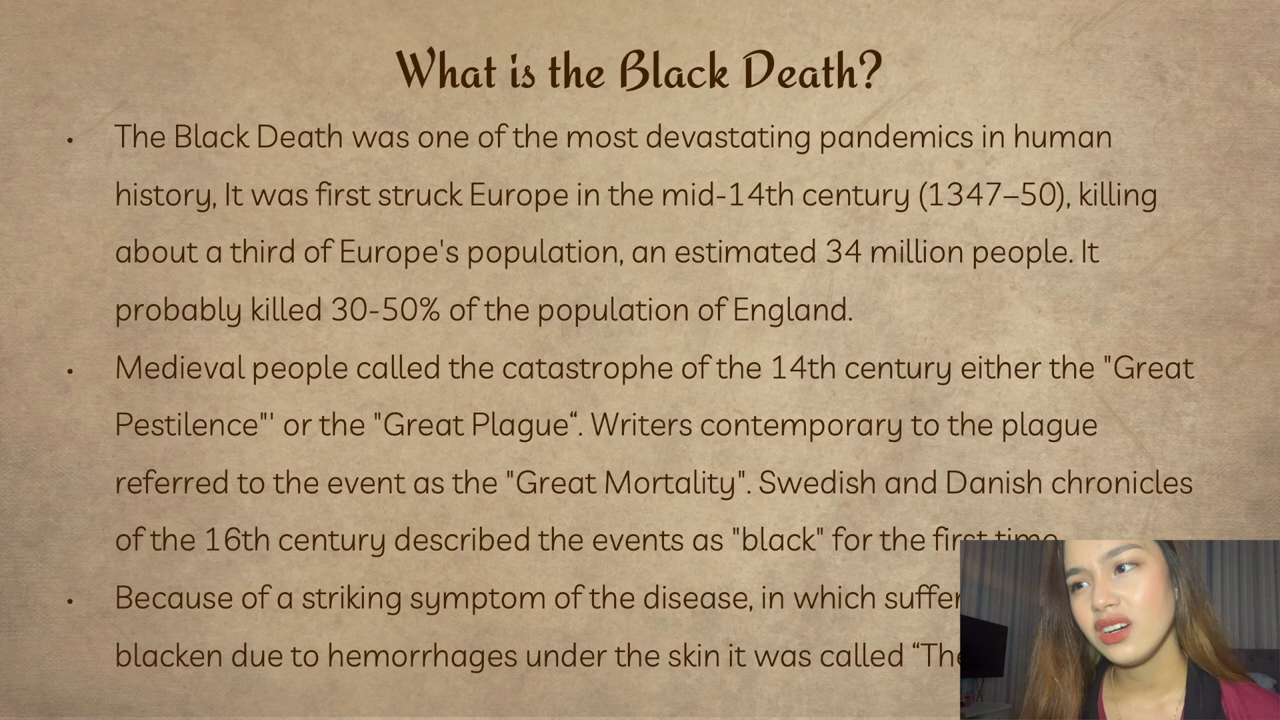 What is the Black Death?
• The Black Death was one of the most devastating pandemics in human
history, It was first struck Europe in the mid-14th century (1347–50), killing
about a third of Europe's population, an estimated 34 million people. It
probably killed 30-50% of the population of England.
• Medieval people called the catastrophe of the 14th century either the "Great
Pestilence"' or the "Great Plague“. Writers contemporary to the plague
referred to the event as the "Great Mortality". Swedish and Danish chronicles
of the 16th century described the events as "black" for the first time
• Because of a striking symptom of the disease, in which
blacken due to hemorrhages under the skin it was called “The